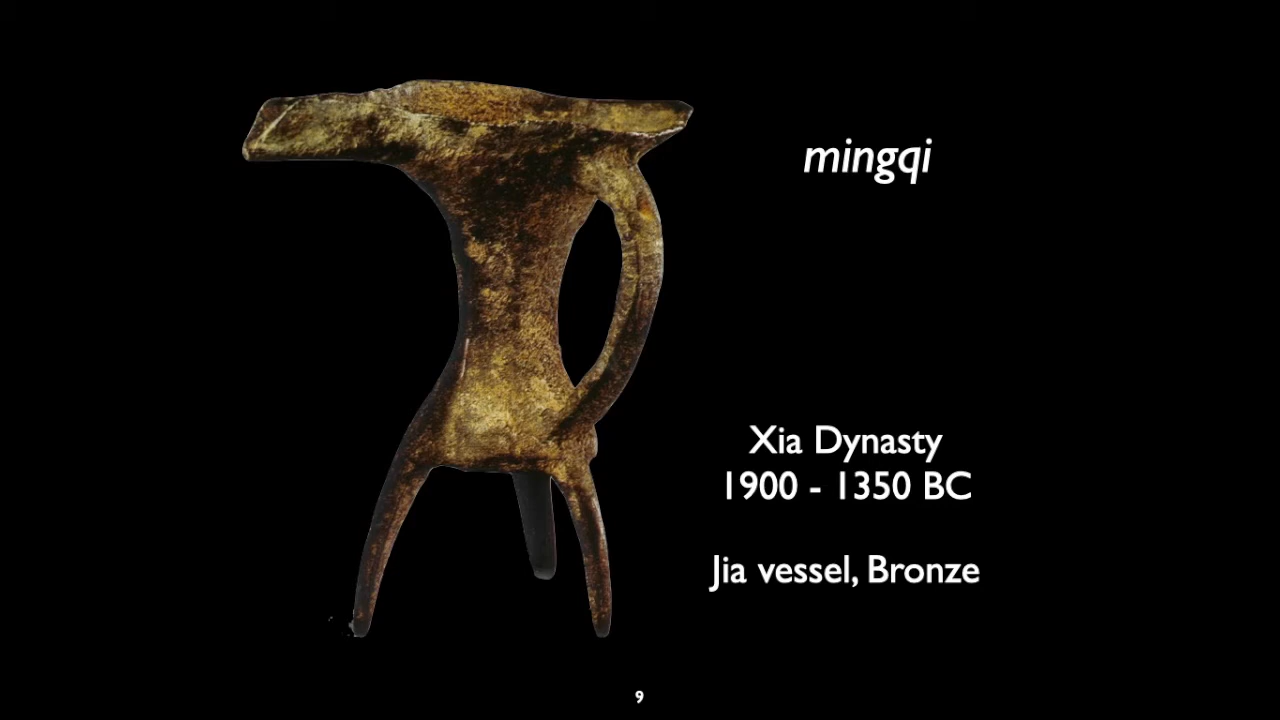 mingqi
Xia Dynasty
1900 - 1350 BC
Jia vessel, Bronze
9